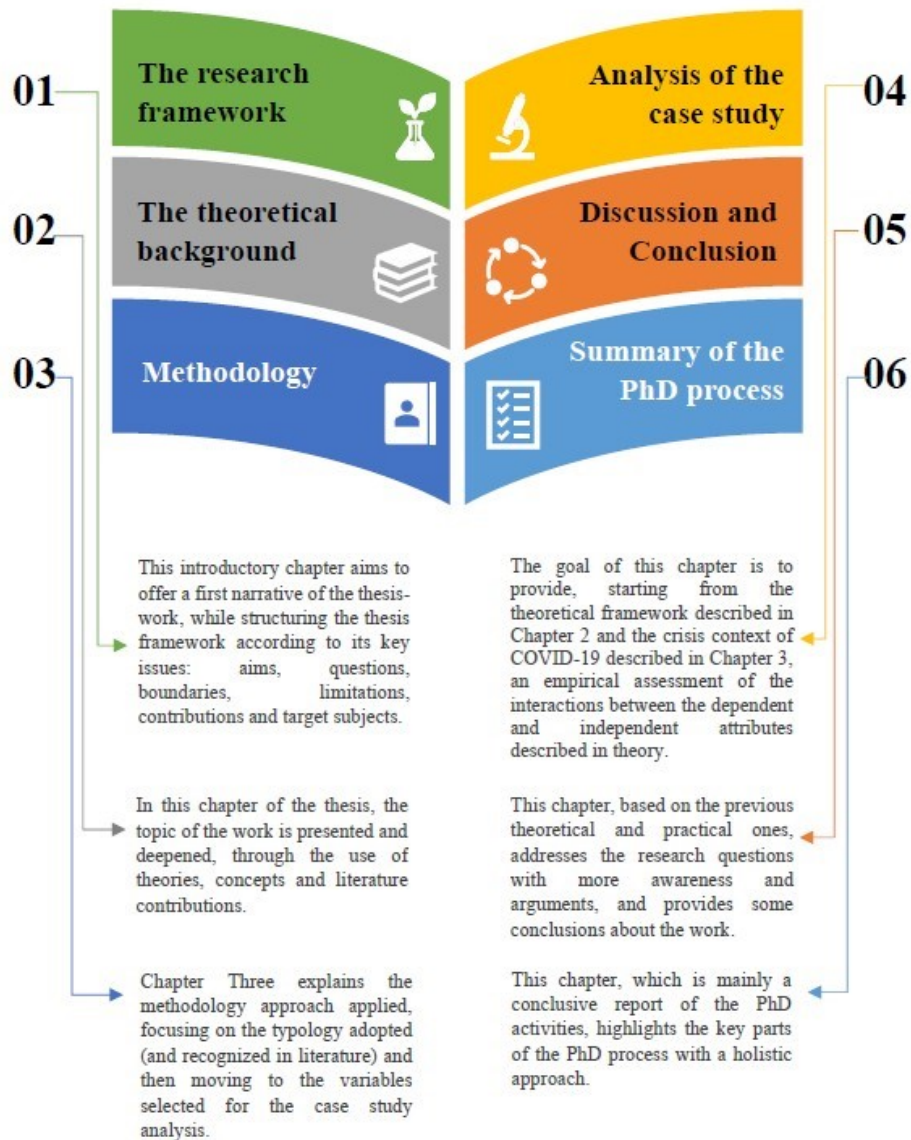 01
The research
framework
02
The theoretical
background
03
Methodology
04
Analysis of the
case study
05
Discussion and
Conclusion
06
Summary of the
PhD process
This introductory chapter aims to
offer a first narrative of the thesis-
work, while structuring the thesis
framework according to its key
issues: aims, questions,
boundaries, limitations,
contributions and target subjects.
In this chapter of the thesis, the
topic of the work is presented and
deepened, through the use of
theories, concepts and literature
contributions.
Chapter Three explains the
methodology approach applied,
focusing on the typology adopted
(and recognized in literature) and
then moving to the variables
selected for the case study
analysis.
The goal of this chapter is to
provide, starting from the
theoretical framework described in
Chapter 2 and the crisis context of
COVID-19 described in Chapter 3,
an empirical assessment of the
interactions between the dependent
and independent attributes
described in theory.
This chapter, based on the previous
theoretical and practical ones,
addresses the research questions
with more awareness and
arguments, and provides some
conclusions about the work.
This chapter, which is mainly a
conclusive report of the PhD
activities, highlights the key parts
of the PhD process with a holistic
approach.